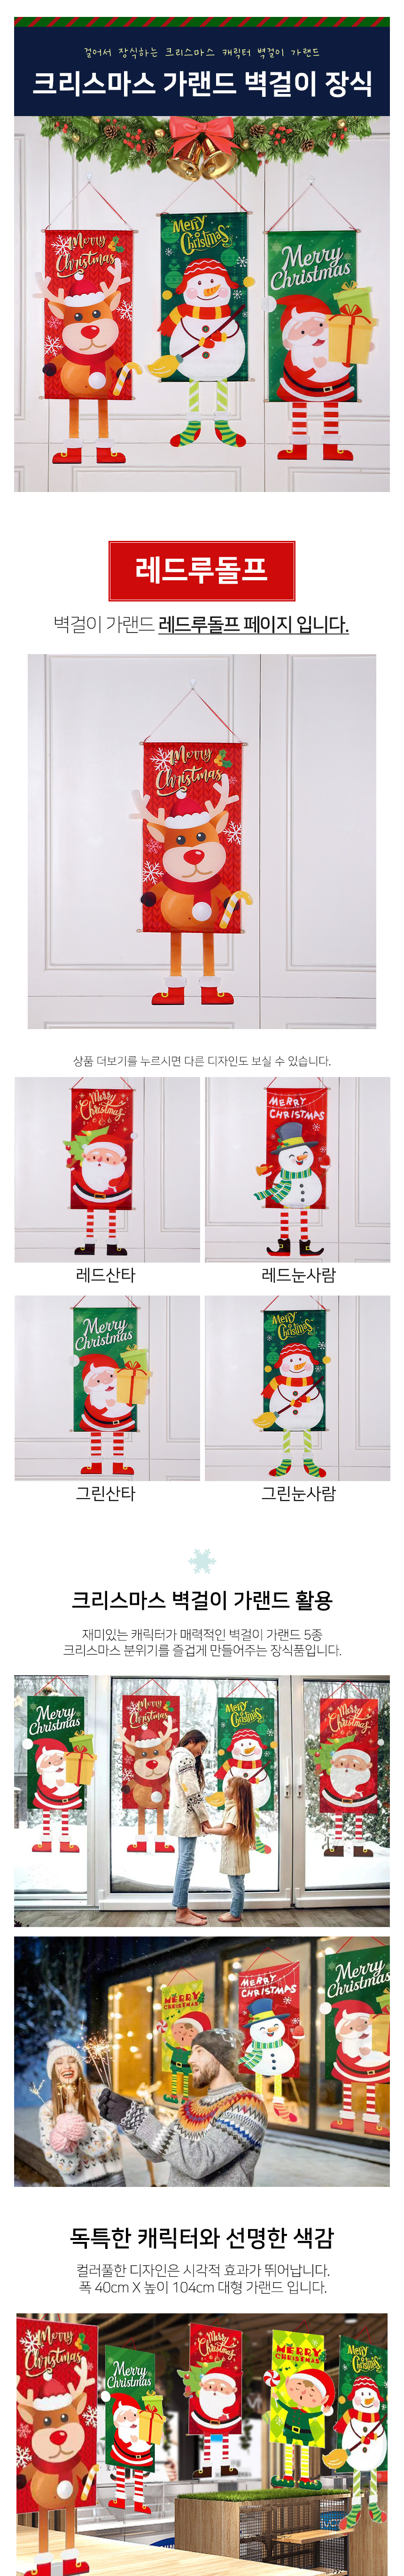 걸어서 장식하는 크리스마스 캐릭터 벽걸이 가랜드
크리스마스 가랜드 벽걸이 장식
Merry
Christmas
Merry
Christmas
Merry
Christmas
레드루돌프
벽걸이 가랜드 레드루돌프 페이지 입니다.
Merry
Christmas
상품 더보기를 누르시면 다른 디자인도 보실 수 있습니다.
Merry
Christmas
MERRY
CHRISTMAS
레드산타
레드눈사람
Merry
Christmas
Merry
Christmas
그린산타
그린눈사람
크리스마스 벽걸이 가랜드 활용
재미있는 캐릭터가 매력적인 벽걸이 가랜드 5종
크리스마스 분위기를 즐겁게 만들어주는 장식품입니다.
Merry
Christmas
Merry
Christmas
Merry
Christmas
Merry
Christmas
MERRY
CHRISTMAS
MERRY
CHRISTMAS
Merry
Christmas
독특한 캐릭터와 선명한 색감
컬러풀한 디자인은 시각적 효과가 뛰어납니다.
폭 40cm X 높이 104cm 대형 가랜드 입니다.
Merry
Christmas
Merry
Christmas
Merry
Christmas
MERRY
CHRISTMAS
Merry
Christmas